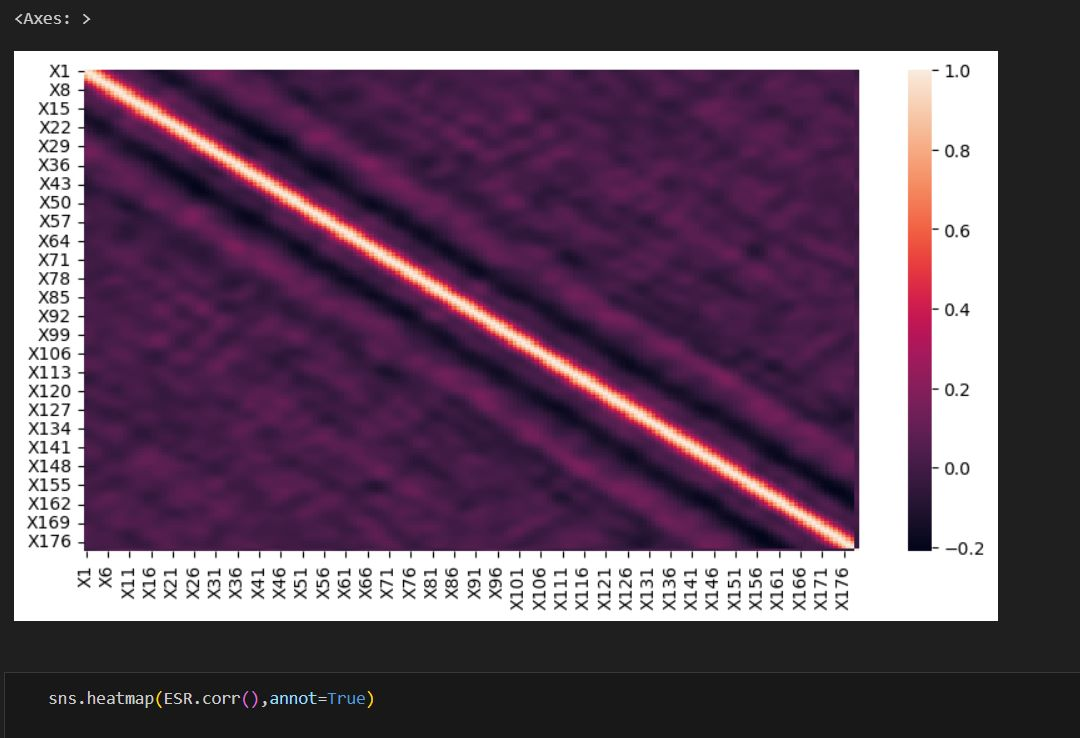 <Axes: >
X1
X8
X15
X22
X29
X36
X43
X50
X57
X64
X71
X78
X85
X92
X99
X106
X113
X120
X127
X134
X141
X148
X155
X162
X169
X176
X1
X6
X11
X16
X21
X26
X31
X36
X41
X46
X51
X56
X61
X66
X71
X76
X81
X86
X91
X96
X101
X106
X111
X116
X121
X126
X131
X136
X141
X146
X151
X156
X161
X166
X171
X176
1.0
0.8
0.6
0.4
0.2
0.0
−0.2
sns.heatmap(ESR.corr(),annot=True)